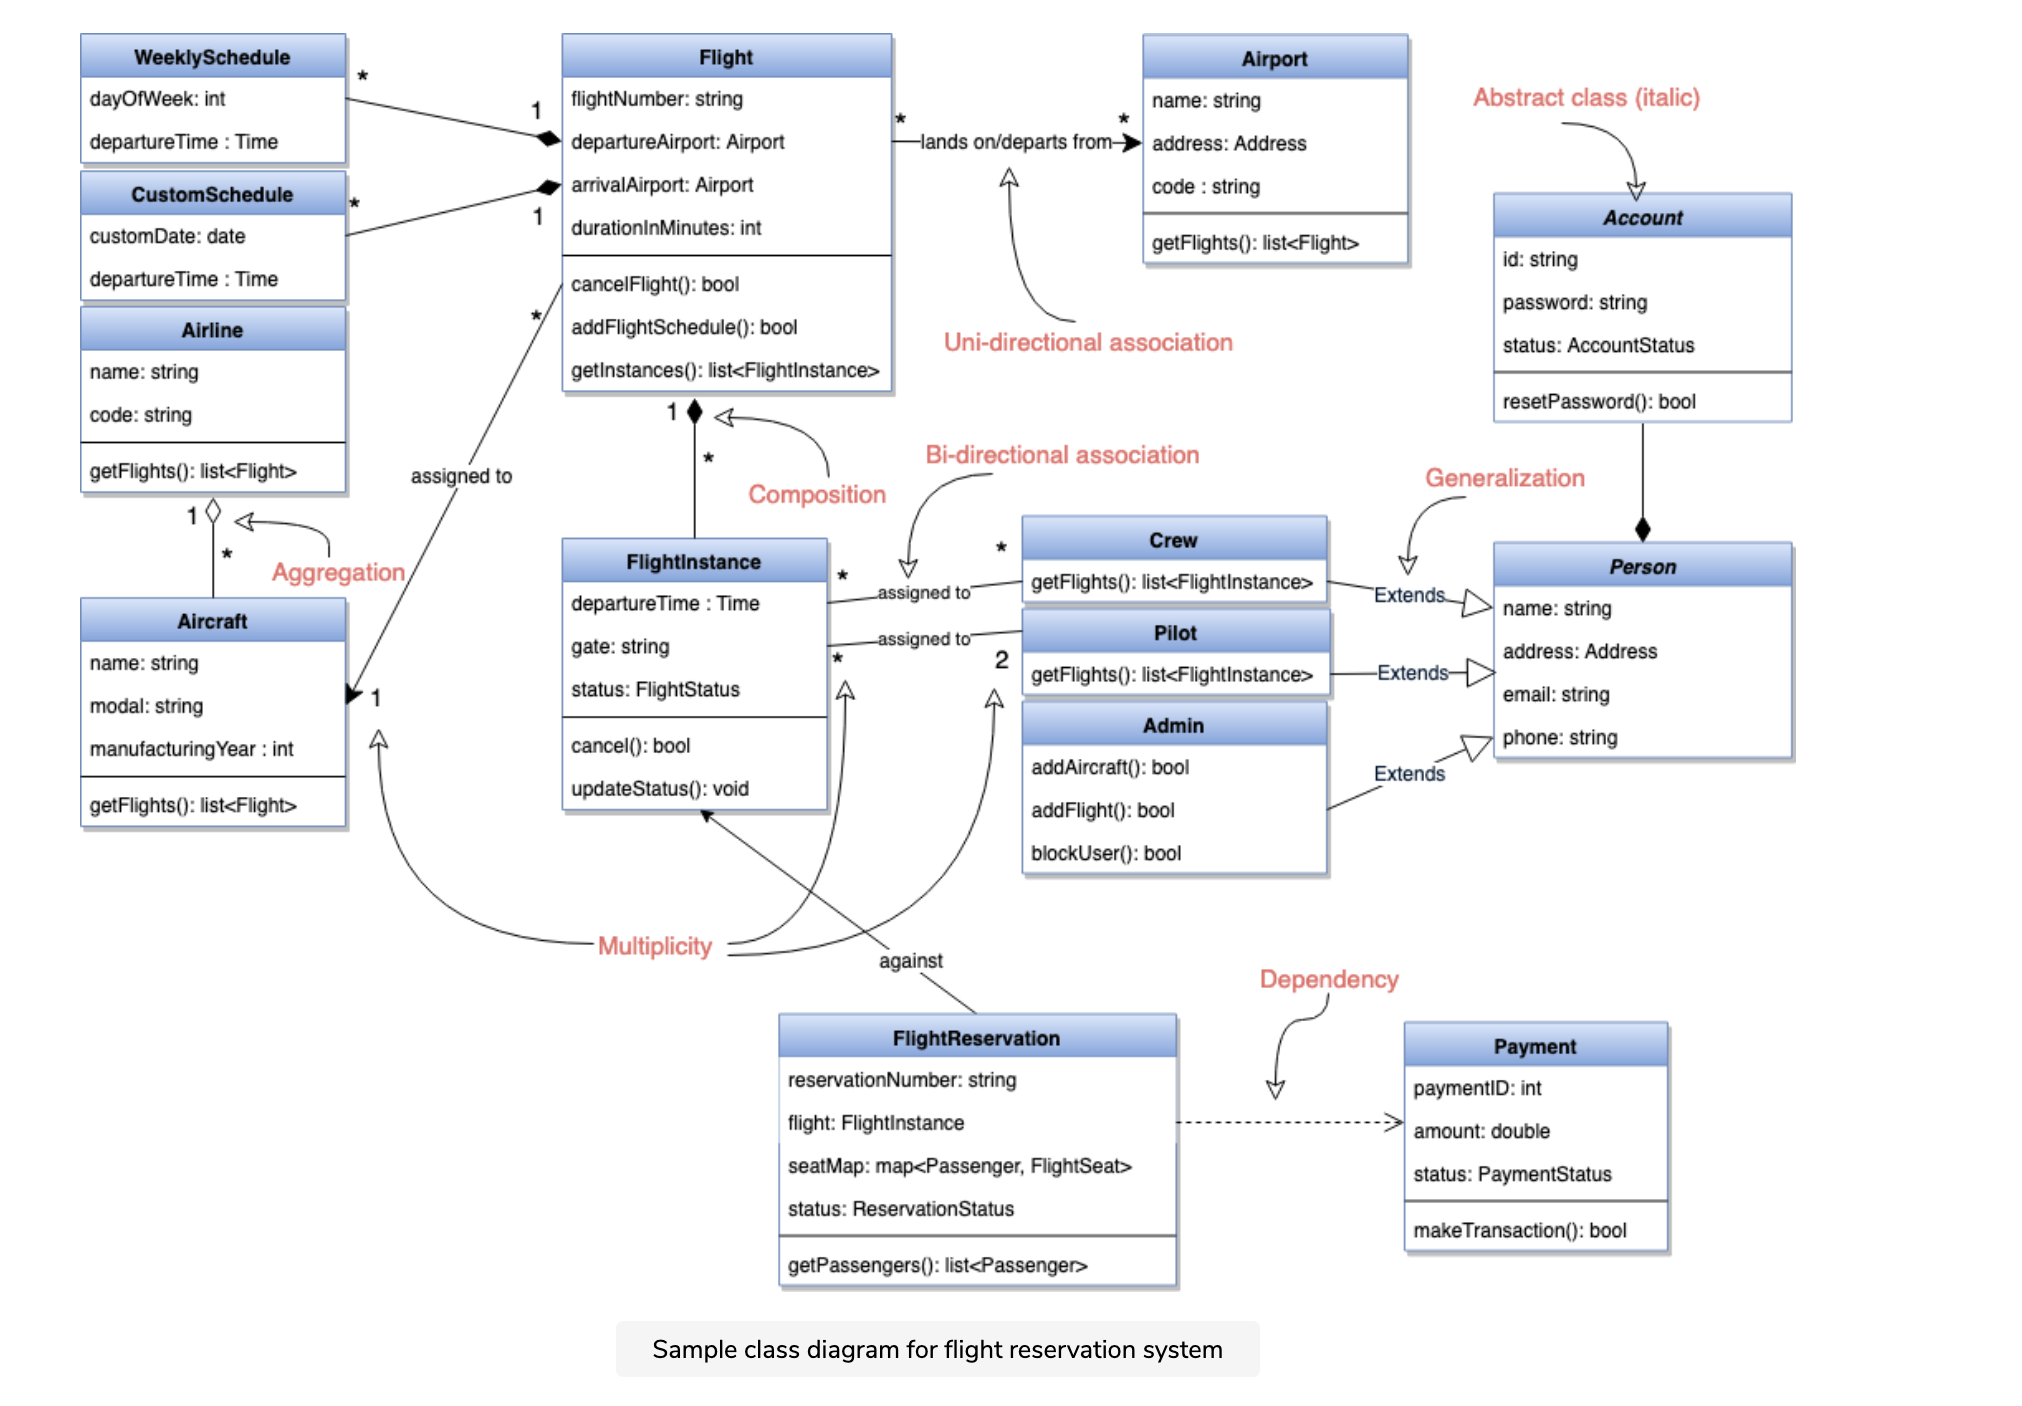 WeeklySchedule
dayOfWeek: int
departureTime : Time
*
1
CustomSchedule
customDate: date
departureTime : Time
*
1
Airline
name: string
code: string
getFlights(): list<Flight>
1
*
Aggregation
Aircraft
name: string
modal: string
manufacturingYear : int
getFlights(): list<Flight>
Flight
flightNumber: string
departureAirport: Airport
arrivalAirport: Airport
durationInMinutes: int
cancelFlight(): bool
addFlightSchedule(): bool
getInstances(): list<FlightInstance>
*
assigned to
1
*
lands on/departs from
*
Uni-directional association
Airport
name: string
address: Address
code : string
getFlights(): list<Flight>
Abstract class (italic)
Account
id: string
password: string
status: AccountStatus
resetPassword(): bool
1
*
Composition
FlightInstance
departureTime : Time
gate: string
status: FlightStatus
cancel(): bool
updateStatus(): void
Bi-directional association
*
assigned to
*
*
assigned to
2
Crew
getFlights(): list<FlightInstance>
Pilot
getFlights(): list<FlightInstance>
Admin
addAircraft(): bool
addFlight(): bool
blockUser(): bool
Generalization
Extends
Extends
Extends
Person
name: string
address: Address
email: string
phone: string
Multiplicity
against
Dependency
FlightReservation
reservationNumber: string
flight: FlightInstance
seatMap: map<Passenger, FlightSeat>
status: ReservationStatus
getPassengers(): list<Passenger>
Payment
paymentID: int
amount: double
status: PaymentStatus
makeTransaction(): bool
Sample class diagram for flight reservation system